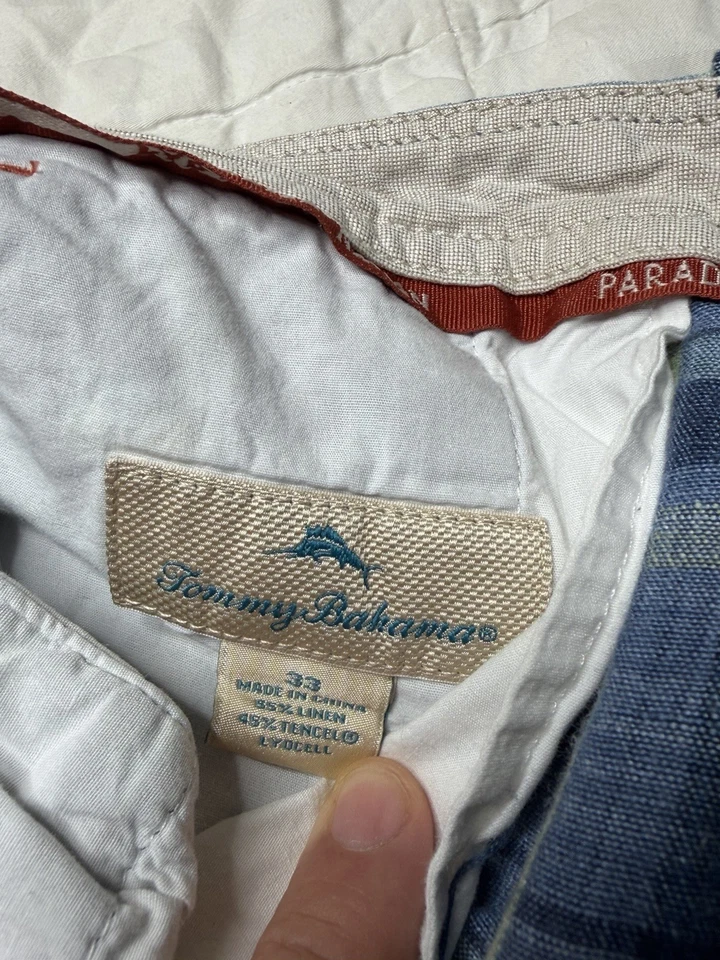 PARAD
Tommy Bahama®
33
MADE IN CHINA
55% LINEN
45% TENCEL®
LYOCELL